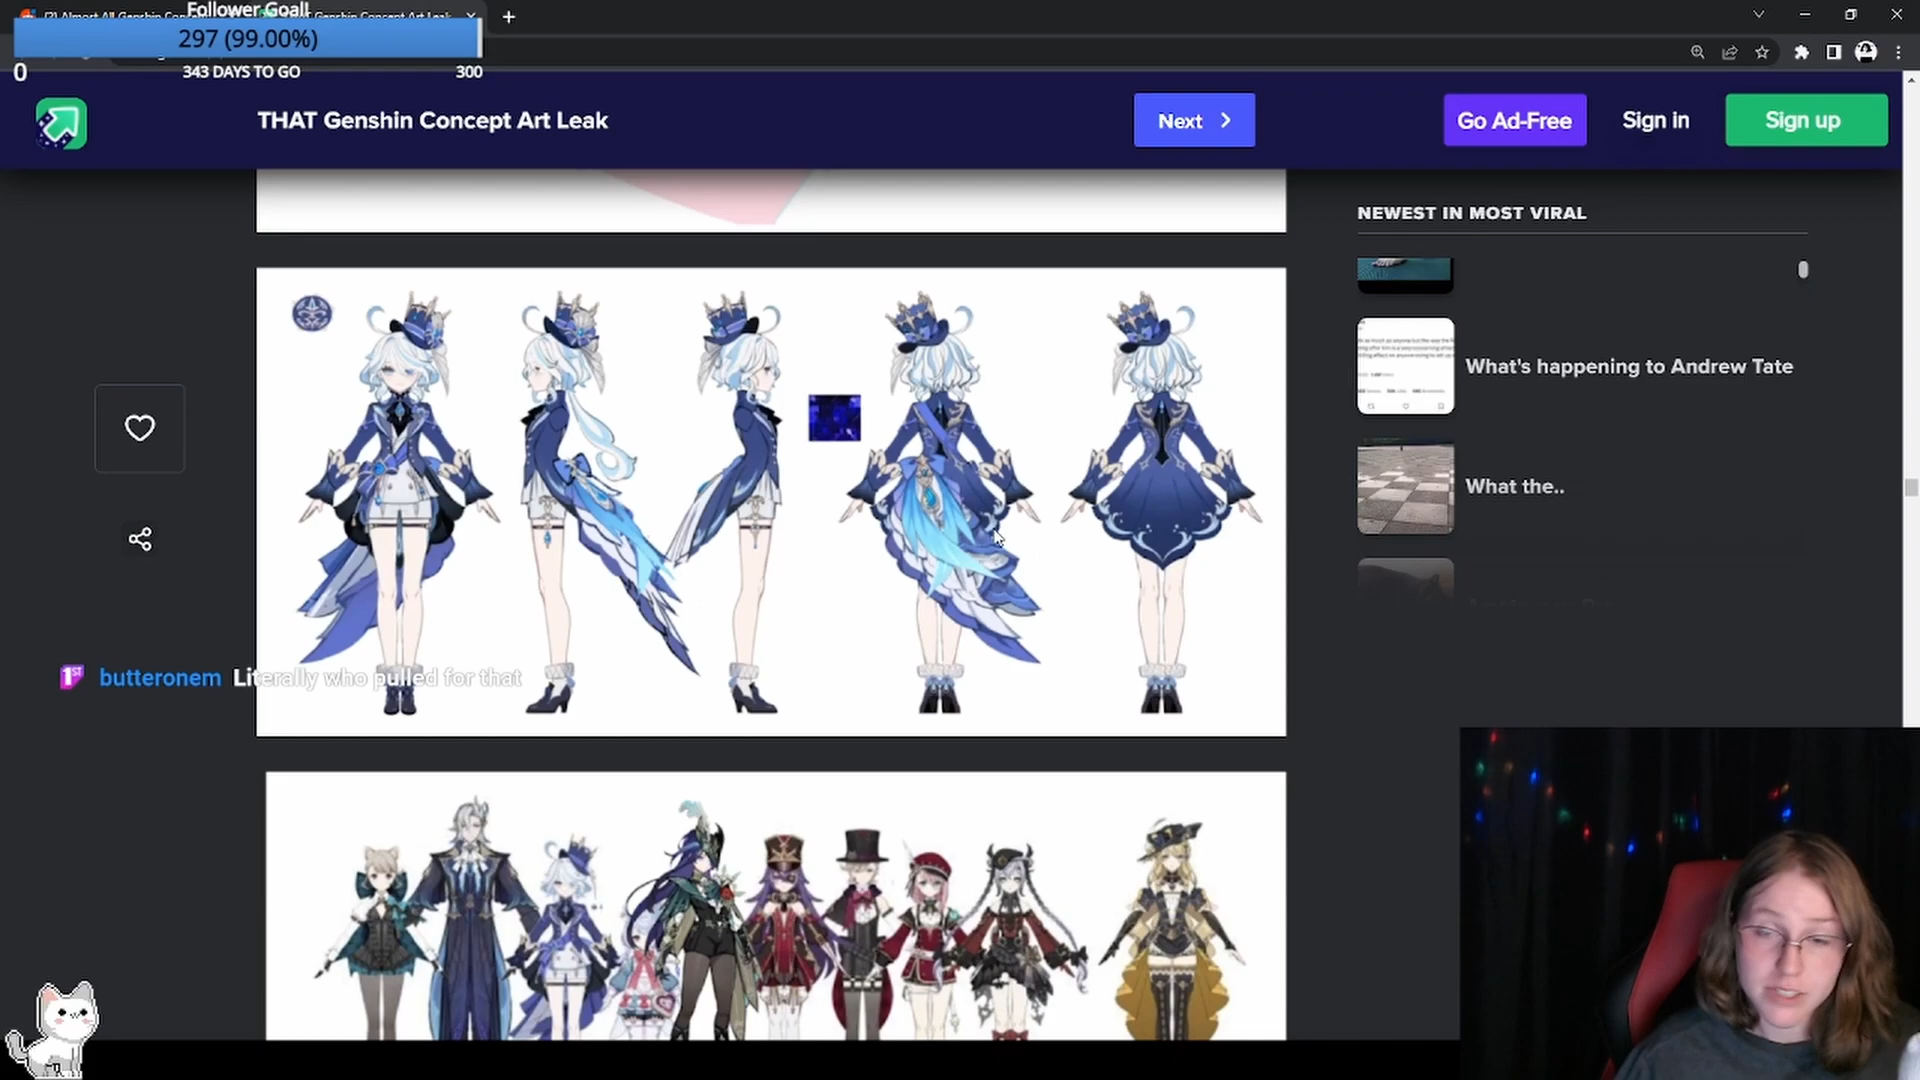 Follower Goal!
297 (99.00%)
0
343 DAYS TO GO
300
THAT Genshin Concept Art Leak
Next
Go Ad-Free
Sign in
Sign up
NEWEST IN MOST VIRAL
What's happening to Andrew Tate
What the..
1ST
butteronem Literally who pulled for that